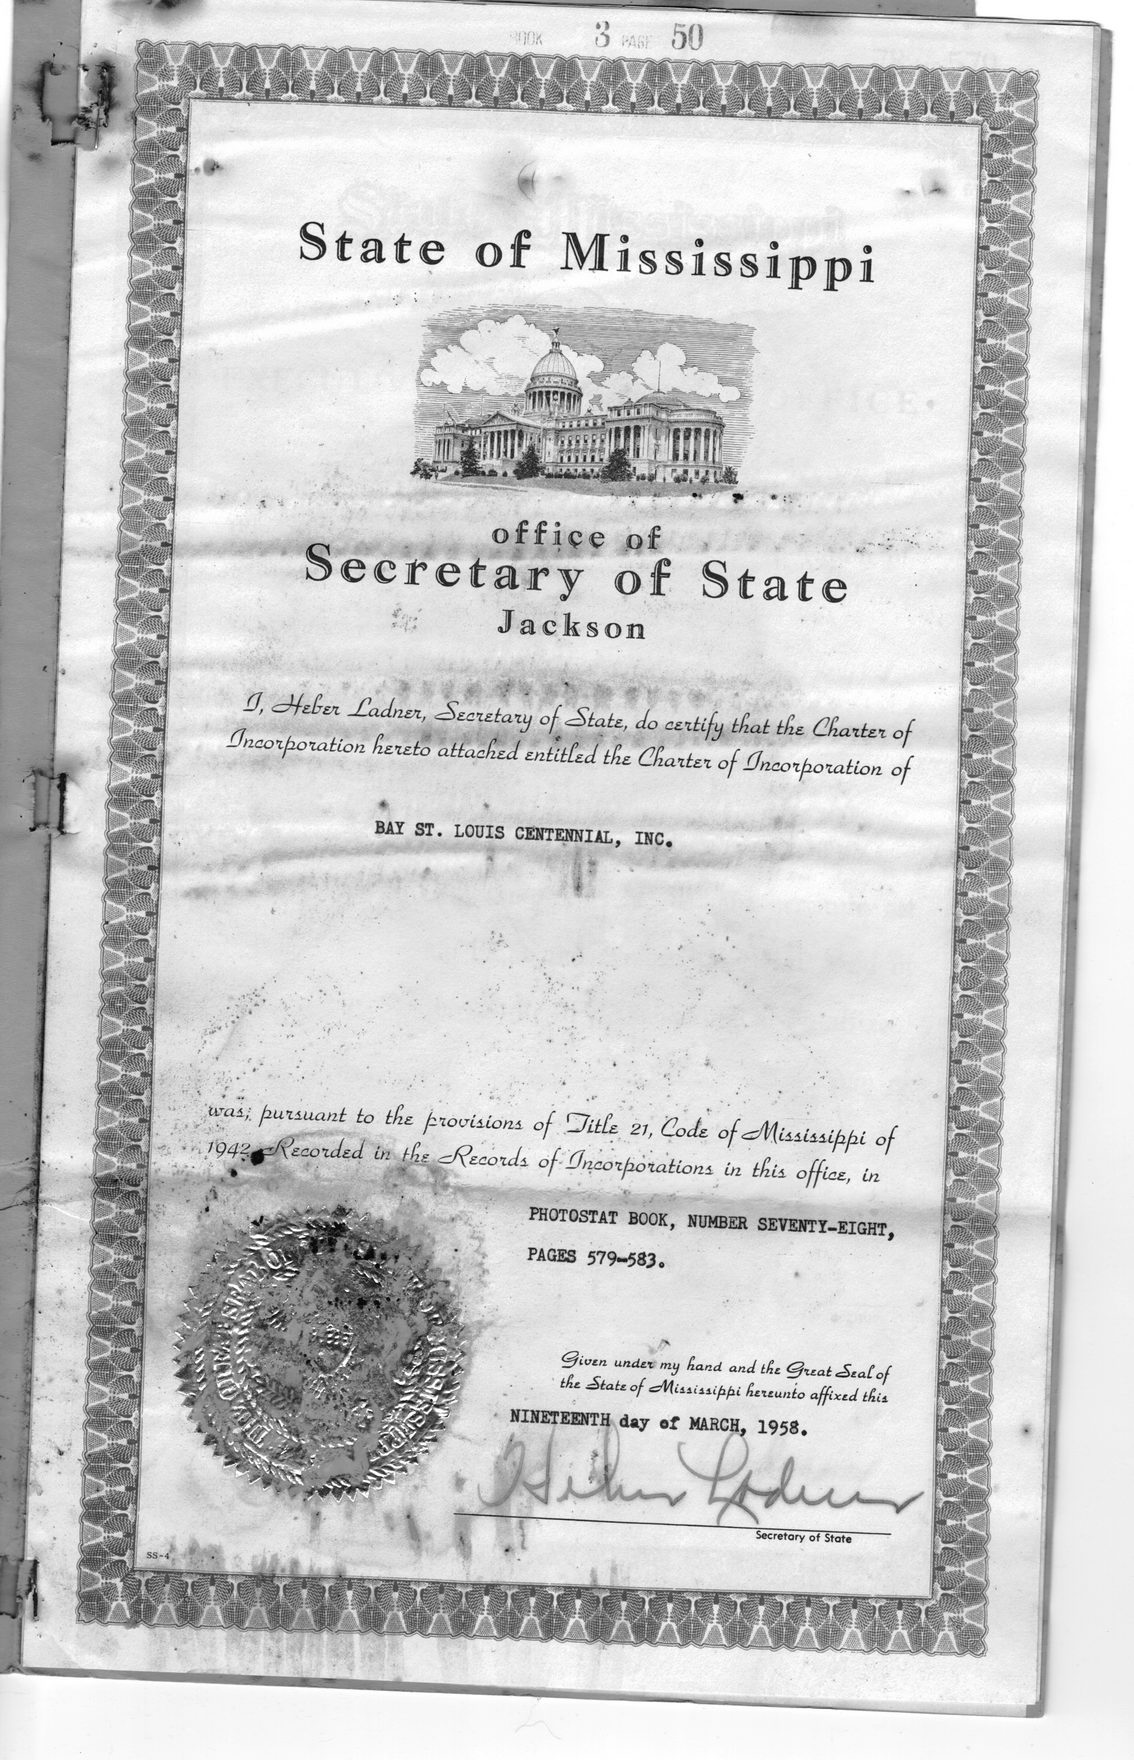 BOOK 3 PAGE 50
State of Mississippi
office of
Secretary of State
Jackson
I, Heber Ladner, Secretary of State, do certify that the Charter of
Incorporation hereto attached entitled the Charter of Incorporation of
BAY ST. LOUIS CENTENNIAL, INC.
was, pursuant to the provisions of Title 21, Code of Mississippi of
1942, Recorded in the Records of Incorporations in this office, in
PHOTOSTAT BOOK, NUMBER SEVENTY-EIGHT,
PAGES 579-583.
Given under my hand and the Great Seal of
the State of Mississippi hereunto affixed this
NINETEENTH day of MARCH, 1958.
Heber Ladner
Secretary of State
SS-4